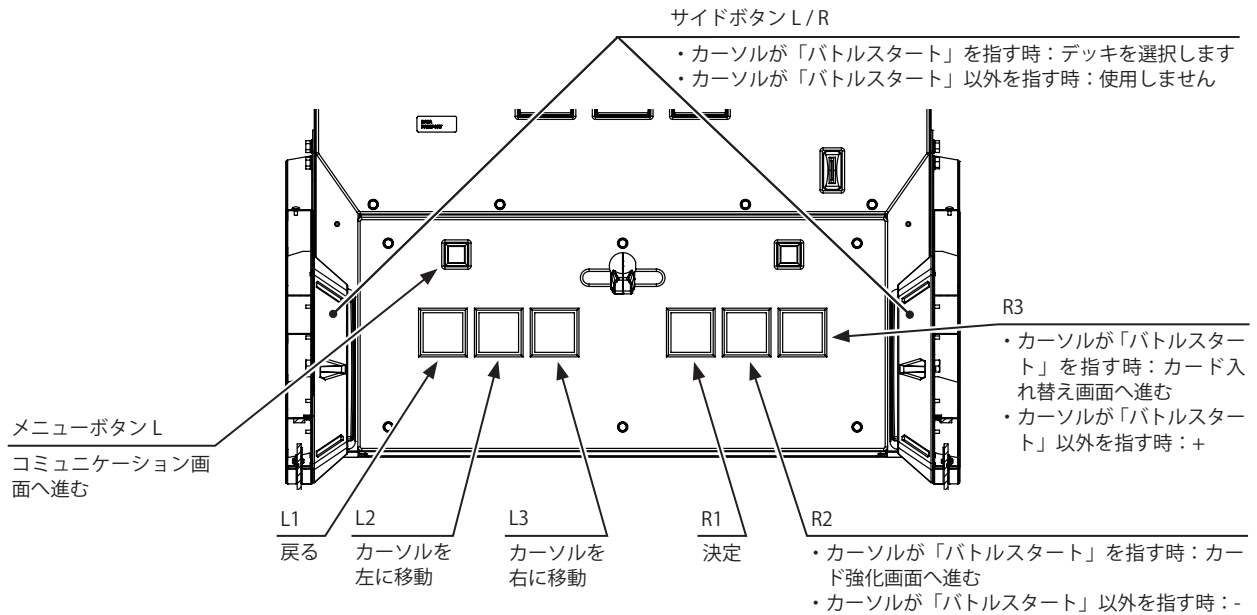 サイドボタン L / R
・カーソルが「バトルスタート」を指す時：デッキを選択します
・カーソルが「バトルスタート」以外を指す時：使用しません
R3
・カーソルが「バトルスター
ト」を指す時：カード入
れ替え画面へ進む
・カーソルが「バトルスター
ト」以外を指す時：+
メニューボタン L
コミュニケーション画
面へ進む
L1
戻る
L2
カーソルを
左に移動
L3
カーソルを
右に移動
R1
決定
R2
・カーソルが「バトルスタート」を指す時：カー
ド強化画面へ進む
・カーソルが「バトルスタート」以外を指す時：-